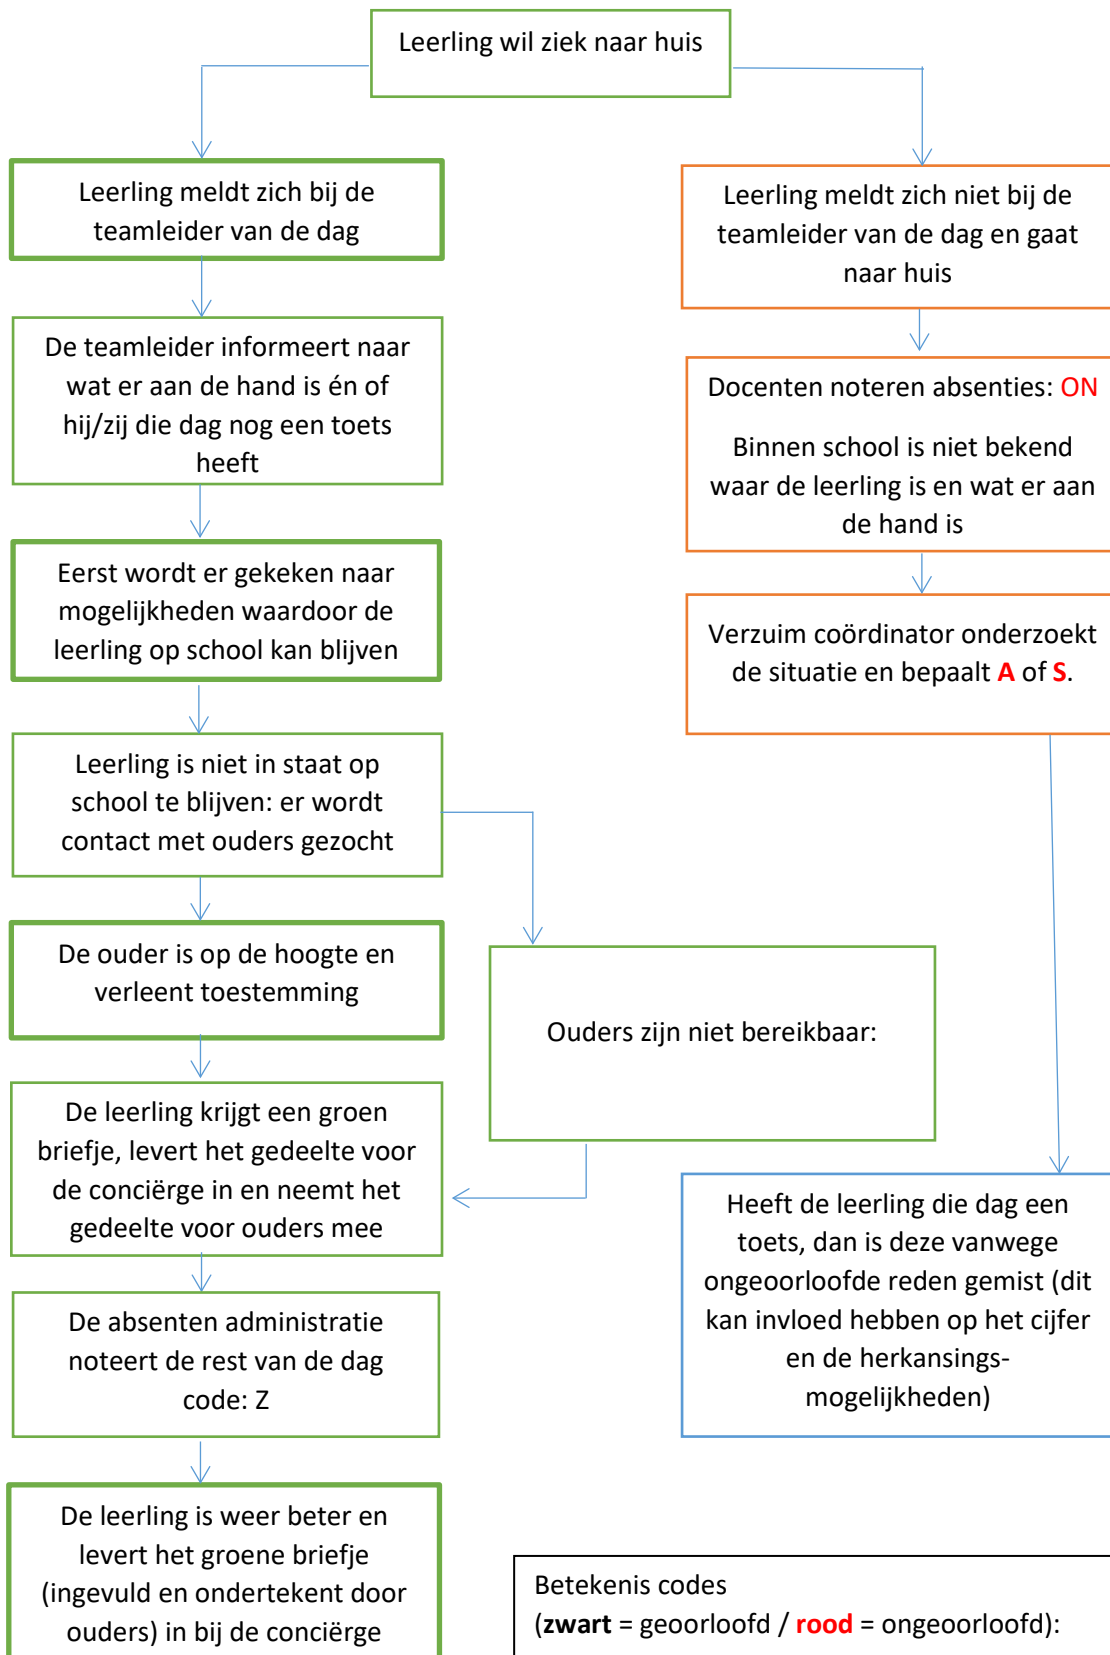 Leerling wil ziek naar huis
Leerling meldt zich bij de
teamleider van de dag
De teamleider informeert naar
wat er aan de hand is én of
hij/zij die dag nog een toets
heeft
Eerst wordt er gekeken naar
mogelijkheden waardoor de
leerling op school kan blijven
Leerling is niet in staat op
school te blijven: er wordt
contact met ouders gezocht
De ouder is op de hoogte en
verleent toestemming
Ouders zijn niet bereikbaar:
De leerling krijgt een groen
briefje, levert het gedeelte voor
de conciërge in en neemt het
gedeelte voor ouders mee
De absenten administratie
noteert de rest van de dag
code: Z
De leerling is weer beter en
levert het groene briefje
(ingevuld en ondertekent door
ouders) in bij de conciërge
Leerling meldt zich niet bij de
teamleider van de dag en gaat
naar huis
Docenten noteren absenties: ON
Binnen school is niet bekend
waar de leerling is en wat er aan
de hand is
Verzuim coördinator onderzoekt
de situatie en bepaalt A of S.
Heeft de leerling die dag een
toets, dan is deze vanwege
ongeoorloofde reden gemist (dit
kan invloed hebben op het cijfer
en de herkansings-
mogelijkheden)
Betekenis codes
(zwart = geoorloofd / rood = ongeoorloofd):